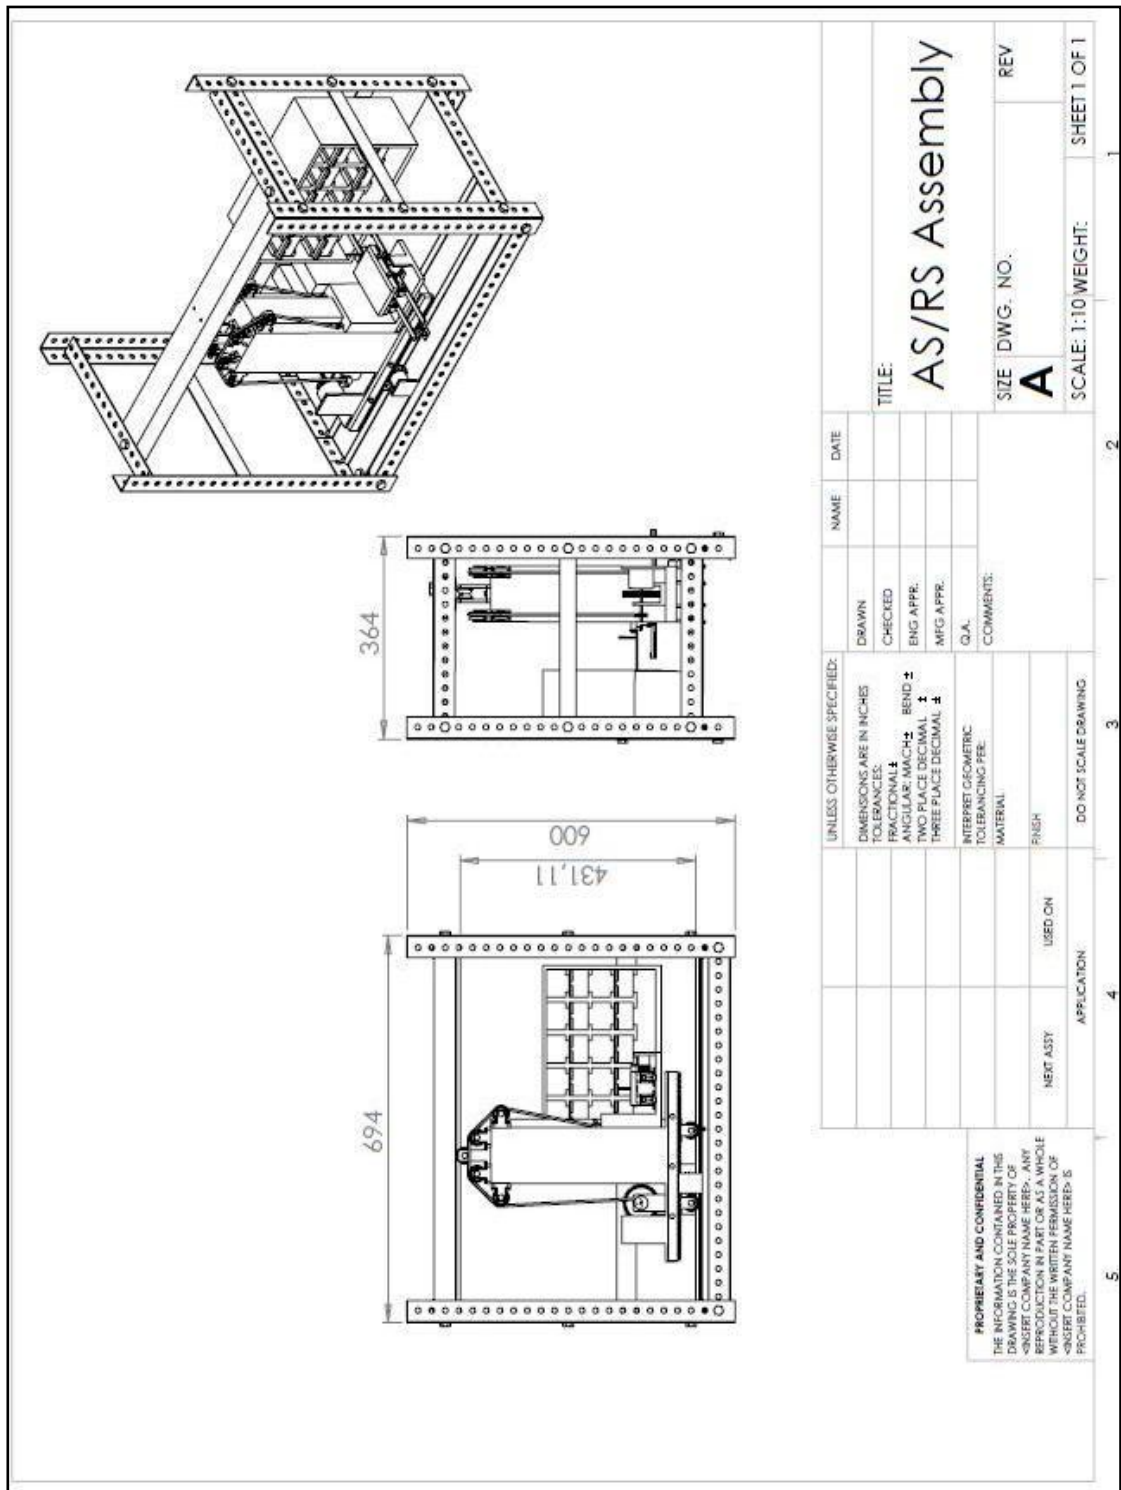 364
694
600
431,11
UNLESS OTHERWISE SPECIFIED:
DIMENSIONS ARE IN INCHES
TOLERANCES:
FRACTIONAL ±
ANGULAR: MACH ± BEND ±
TWO PLACE DECIMAL ±
THREE PLACE DECIMAL ±
INTERPRET GEOMETRIC
TOLERANCING PER:
MATERIAL
FINISH
DO NOT SCALE DRAWING
NAME DATE
DRAWN
CHECKED
ENG APPR.
MFG APPR.
Q.A.
COMMENTS:
TITLE:
AS/RS Assembly
SIZE DWG. NO. REV
A
SCALE: 1:10 WEIGHT: SHEET 1 OF 1
NEXT ASSY USED ON
APPLICATION
PROPRIETARY AND CONFIDENTIAL
THE INFORMATION CONTAINED IN THIS
DRAWING IS THE SOLE PROPERTY OF
<INSERT COMPANY NAME HERE>. ANY
REPRODUCTION IN PART OR AS A WHOLE
WITHOUT THE WRITTEN PERMISSION OF
<INSERT COMPANY NAME HERE> IS
PROHIBITED.
5 4 3 2 1